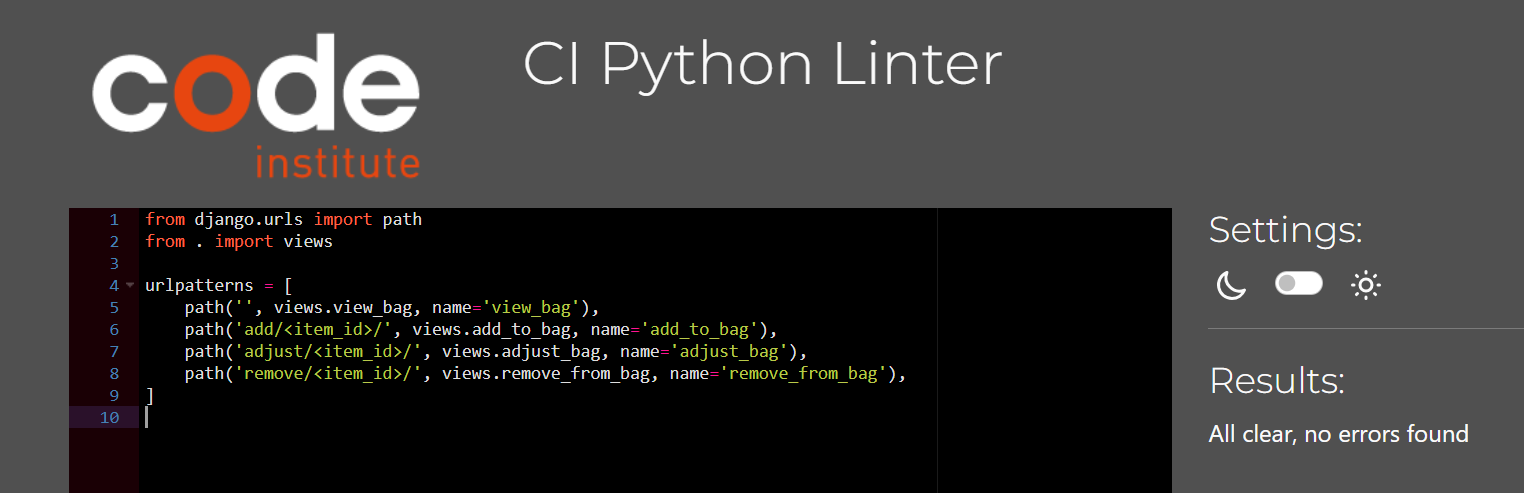 code
institute
CI Python Linter
1 from django.urls import path
2 from . import views
3
4 urlpatterns = [
5     path('', views.view_bag, name='view_bag'),
6     path('add/<item_id>/', views.add_to_bag, name='add_to_bag'),
7     path('adjust/<item_id>/', views.adjust_bag, name='adjust_bag'),
8     path('remove/<item_id>/', views.remove_from_bag, name='remove_from_bag'),
9 ]
10
Settings:
Results:
All clear, no errors found